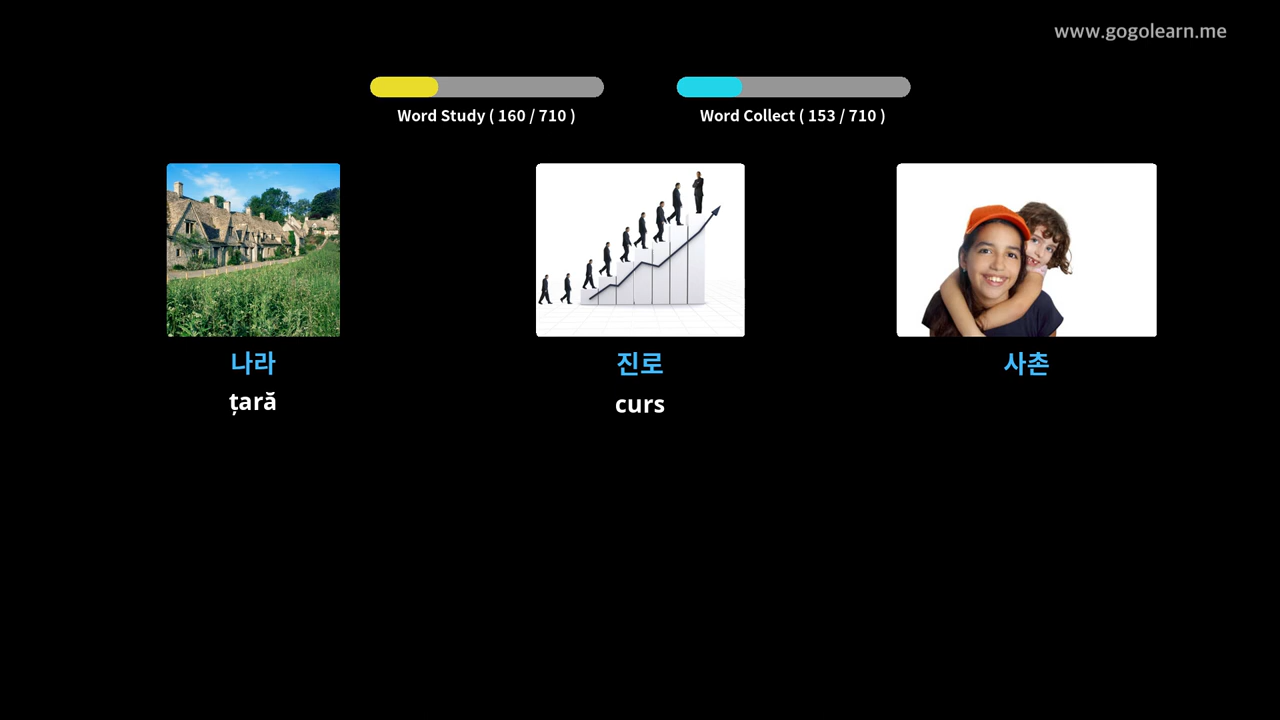 www.gogolearn.me
Word Study ( 160 / 710 )
Word Collect ( 153 / 710 )
나라
țară
진로
curs
사촌